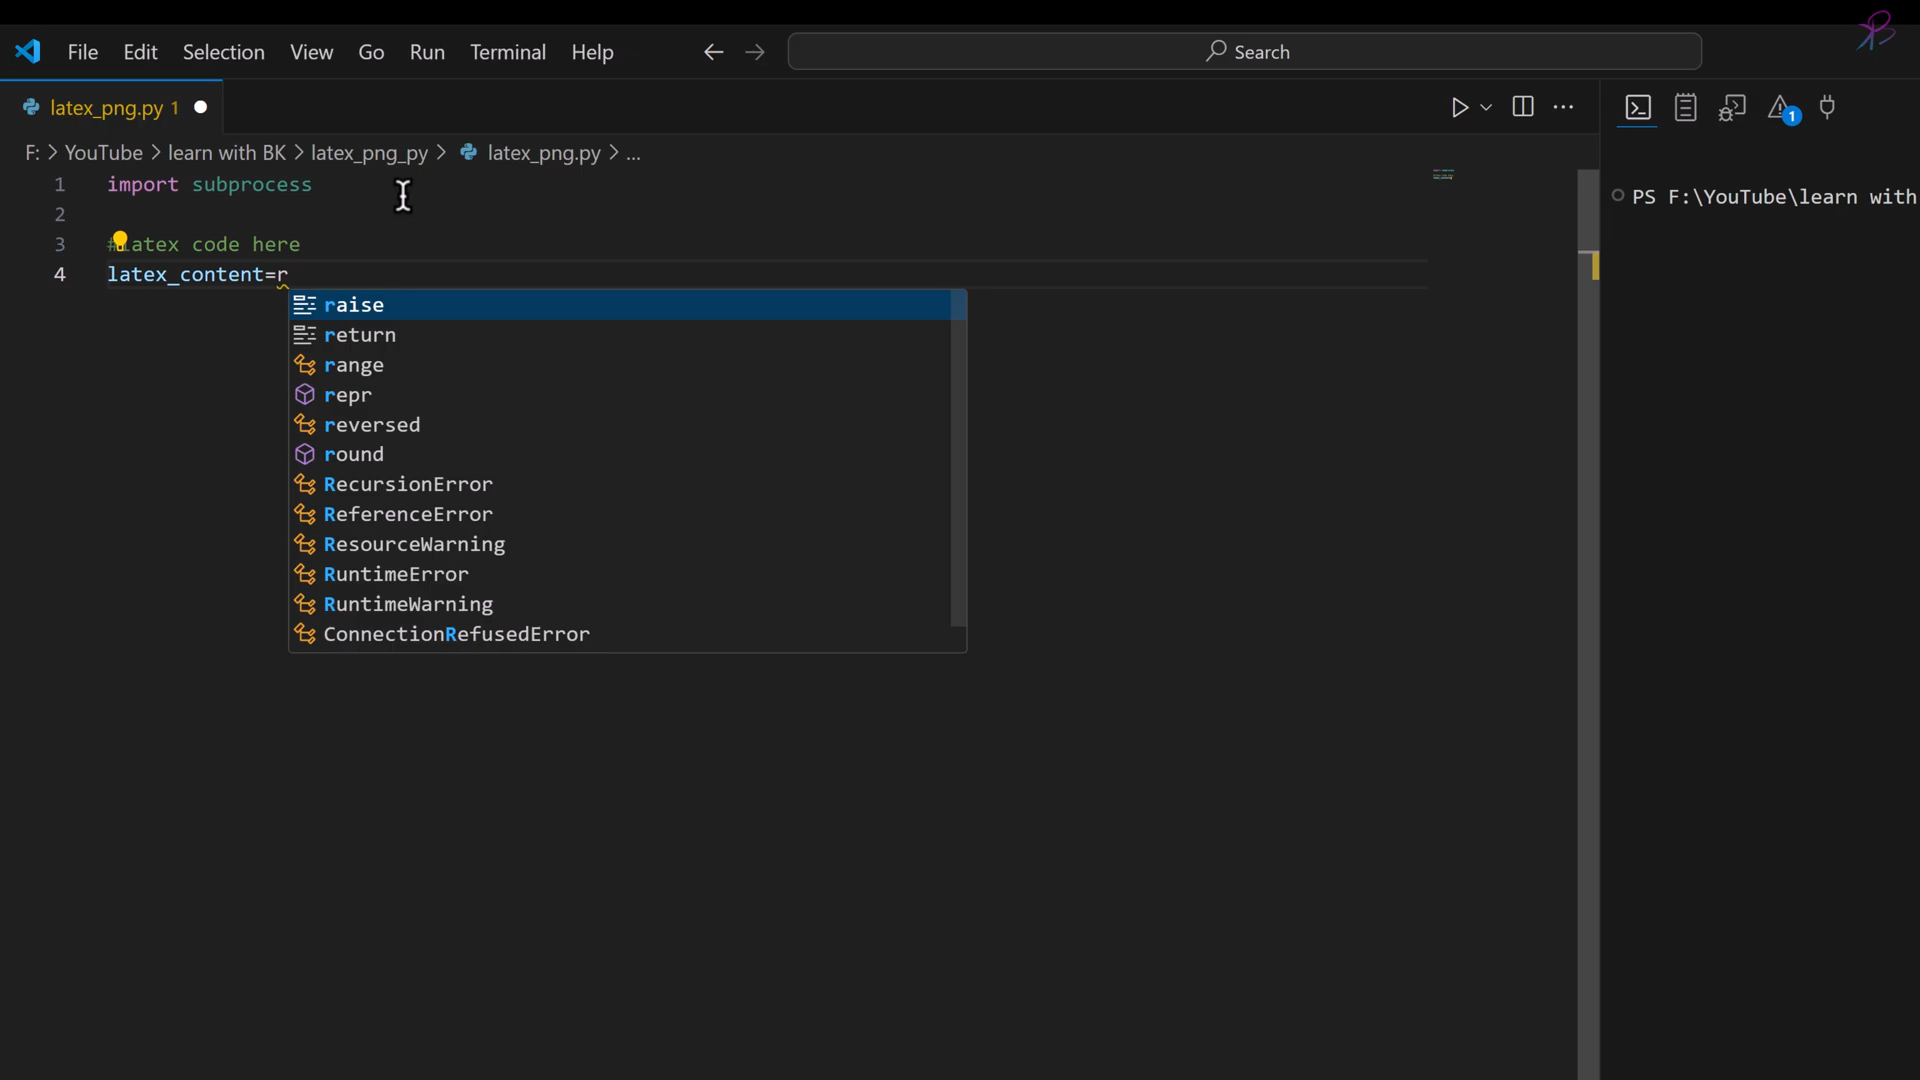 File Edit Selection View Go Run Terminal Help Search
latex_png.py 1
1
F: > YouTube > learn with BK > latex_png_py > latex_png.py > ...
1 import subprocess
PS F:\YouTube\learn with
2
3 #latex code here
4 latex_content=r
raise
return
range
repr
reversed
round
RecursionError
ReferenceError
ResourceWarning
RuntimeError
RuntimeWarning
ConnectionRefusedError